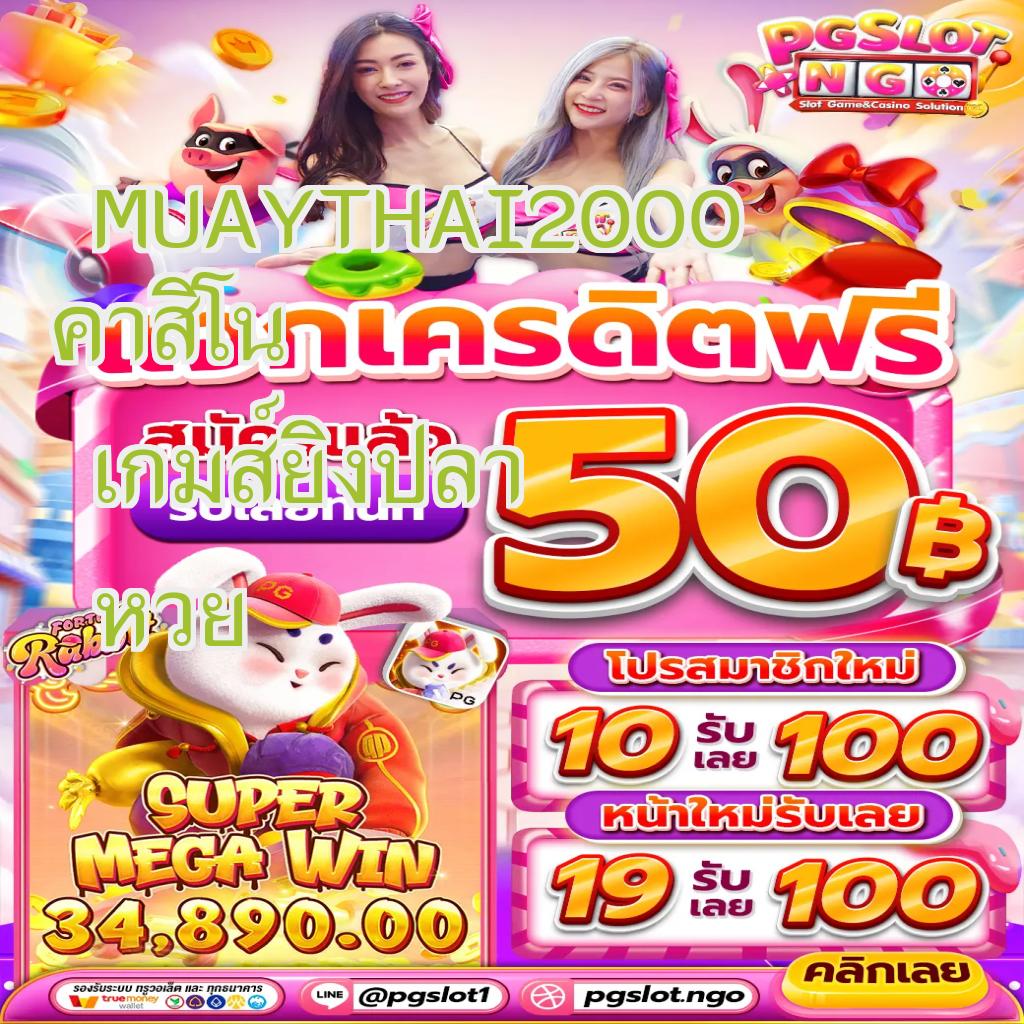 PGSLOT
NGO
Slot Game&Casino Solution
MUAYTHAI2000
คาสิโน
เครดิตฟรี
เกมส์ยิงปลา
50฿
หวย
PG
PG
SUPER
MEGA WIN
34,890.00
โปรสมาชิกใหม่
10 รับเลย 100
หน้าใหม่รับเลย
19 รับเลย 100
คลิกเลย
รองรับระบบ ทรูวอเล็ต และ ทุกธนาคาร
truemoney
wallet
LINE @pgslot1
pgslot.ngo